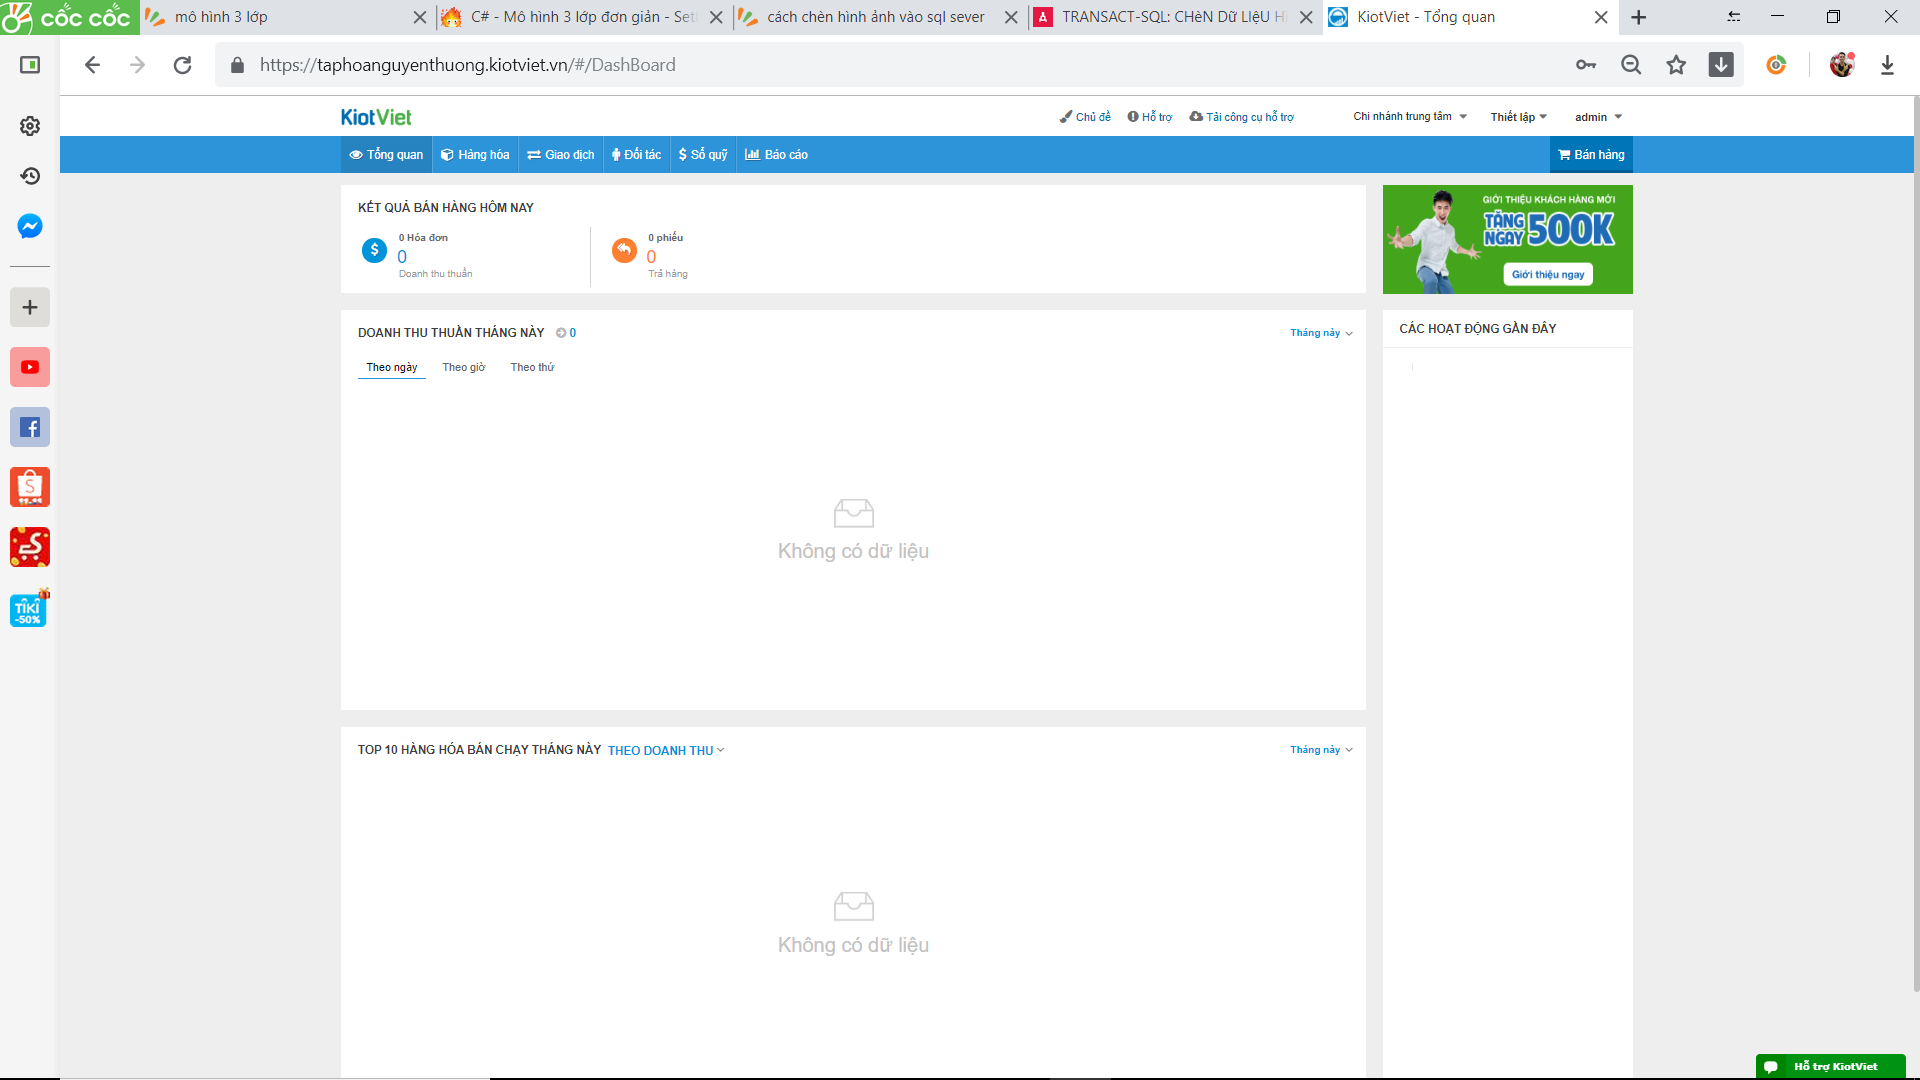 cốc cốc
mô hình 3 lớp
C# - Mô hình 3 lớp đơn giản - Set
cách chèn hình ảnh vào sql sever
TRANSACT-SQL: CHèN Dữ LIệU H
KiotViet - Tổng quan
https://taphoanguyenthuong.kiotviet.vn/#/DashBoard
KiotViet
Chủ đề
Hỗ trợ
Tải công cụ hỗ trợ
Chi nhánh trung tâm
Thiết lập
admin
Tổng quan
Hàng hóa
Giao dịch
Đối tác
Sổ quỹ
Báo cáo
Bán hàng
KẾT QUẢ BÁN HÀNG HÔM NAY
0 Hóa đơn
0
Doanh thu thuần
0 phiếu
0
Trả hàng
GIỚI THIỆU KHÁCH HÀNG MỚI
TẶNG NGAY 500K
Giới thiệu ngay
DOANH THU THUẦN THÁNG NÀY 0
Tháng này
Theo ngày
Theo giờ
Theo thứ
Không có dữ liệu
CÁC HOẠT ĐỘNG GẦN ĐÂY
TOP 10 HÀNG HÓA BÁN CHẠY THÁNG NÀY THEO DOANH THU
Tháng này
Không có dữ liệu
TIKI
-50%
Hỗ trợ KiotViet